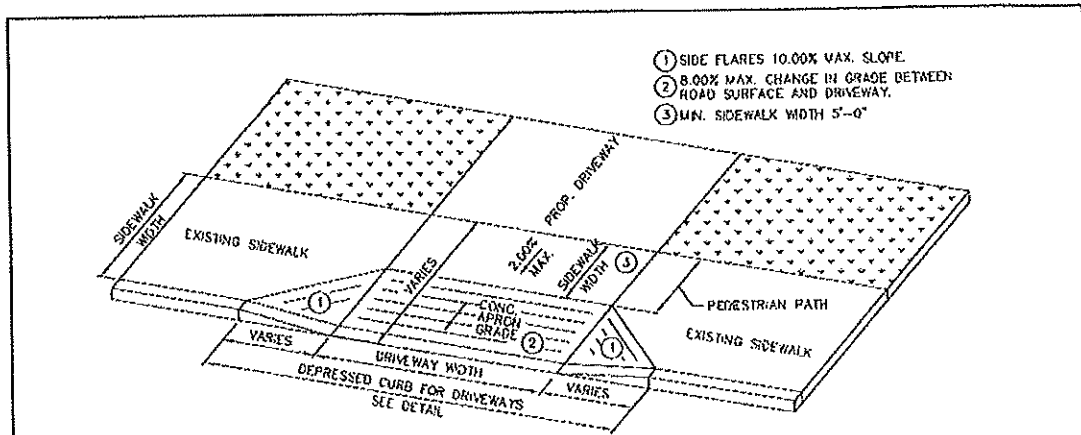 ① SIDE FLARES 10.00% MAX. SLOPE.
② 8.00% MAX. CHANGE IN GRADE BETWEEN
ROAD SURFACE AND DRIVEWAY.
③ MIN. SIDEWALK WIDTH 5'-0"
PROP. DRIVEWAY
SIDEWALK
WIDTH
EXISTING SIDEWALK
VARIES
2.00%
MAX.
SIDEWALK
WIDTH
③
PEDESTRIAN PATH
EXISTING SIDEWALK
①
CONC.
APRON
GRADE
②
①
VARIES
DRIVEWAY WIDTH
VARIES
DEPRESSED CURB FOR DRIVEWAYS
SEE DETAIL